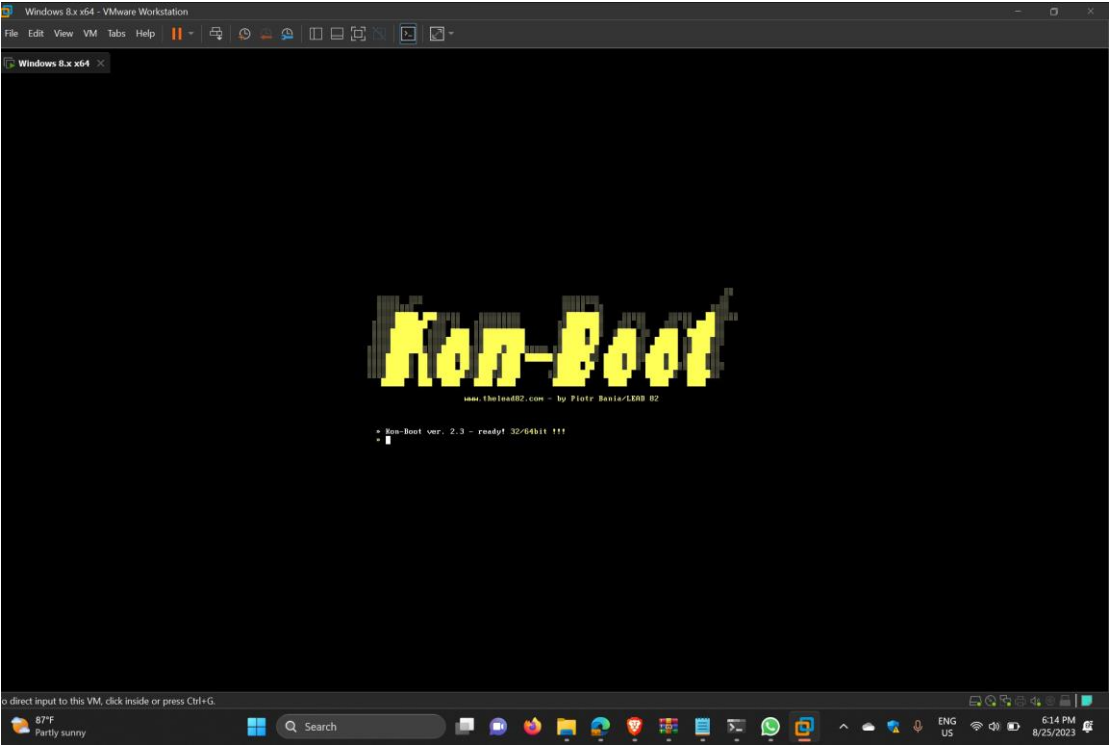 Windows 8.x x64 - VMware Workstation
File Edit View VM Tabs Help
Windows 8.x x64
Kon-Boot
www.thelead82.com - by Piotr Bania/LEAD 82
» Kon-Boot ver. 2.3 - ready! 32/64bit !!!
»
o direct input to this VM, click inside or press Ctrl+G.
87°F
Partly sunny
Search
ENG
US
6:14 PM
8/25/2023